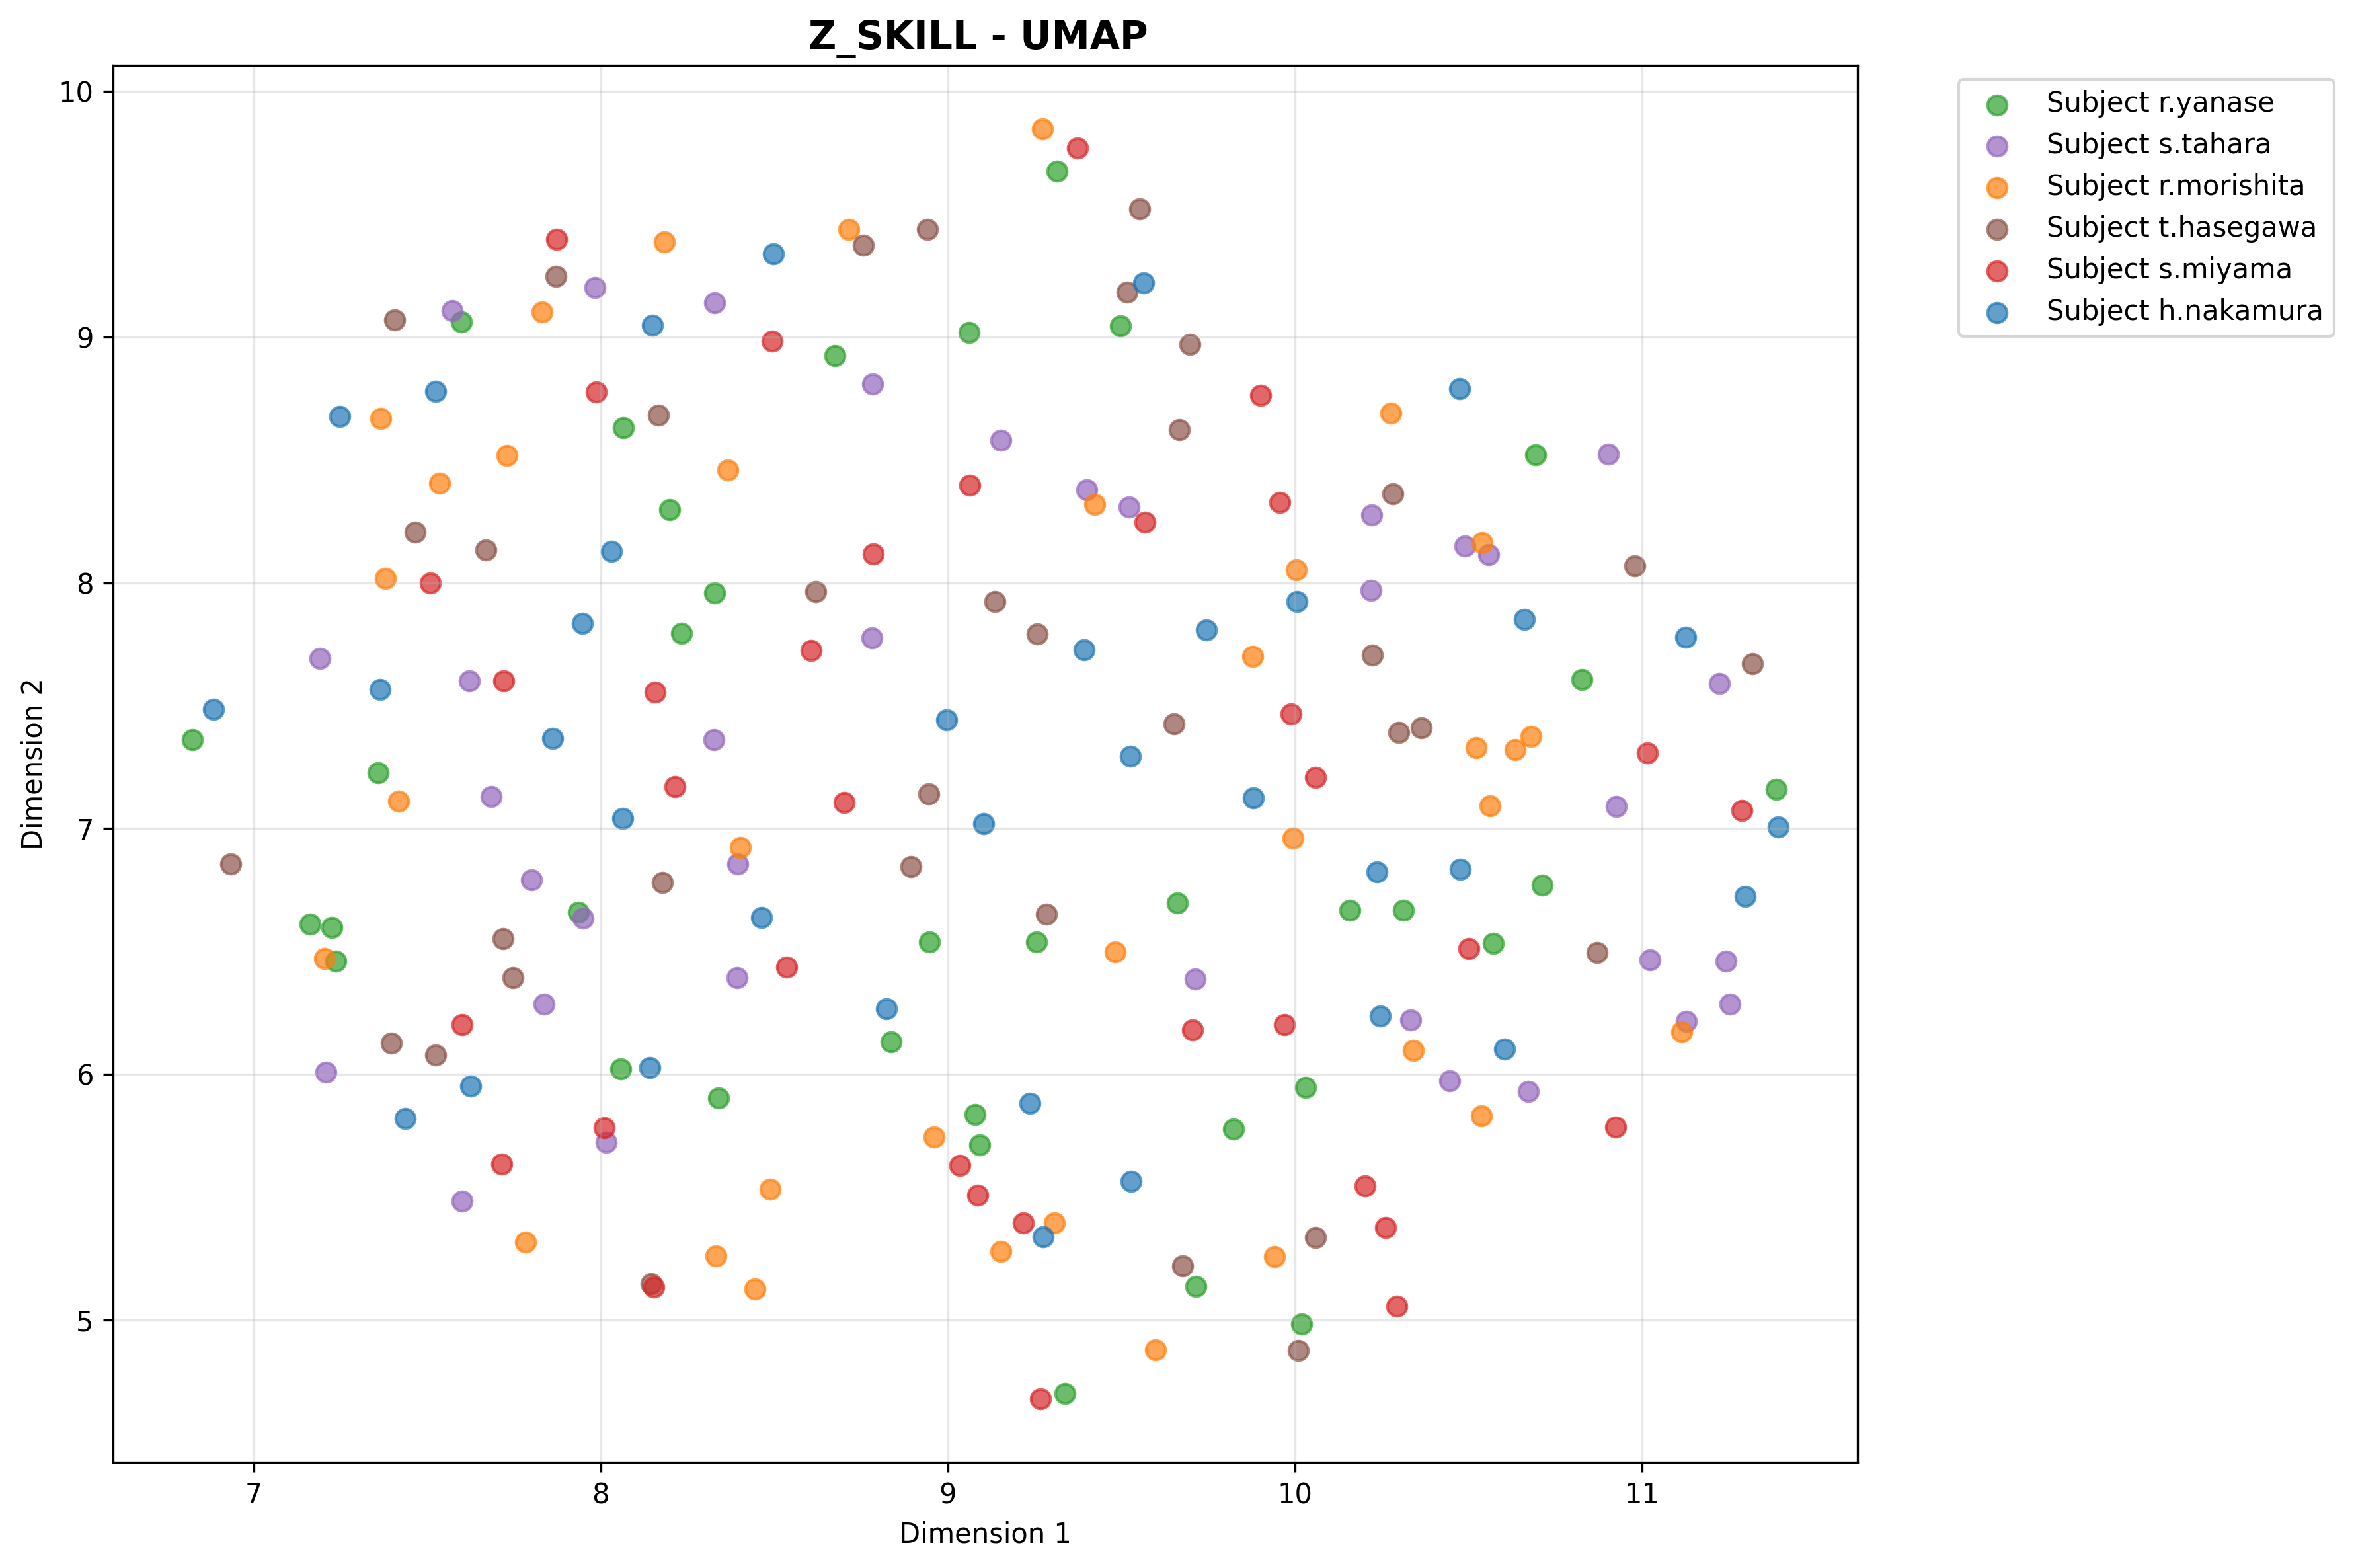 Z_SKILL - UMAP
Subject r.yanase
Subject s.tahara
Subject r.morishita
Subject t.hasegawa
Subject s.miyama
Subject h.nakamura
Dimension 2
10
9
8
7
6
5
7
8
9
10
11
Dimension 1